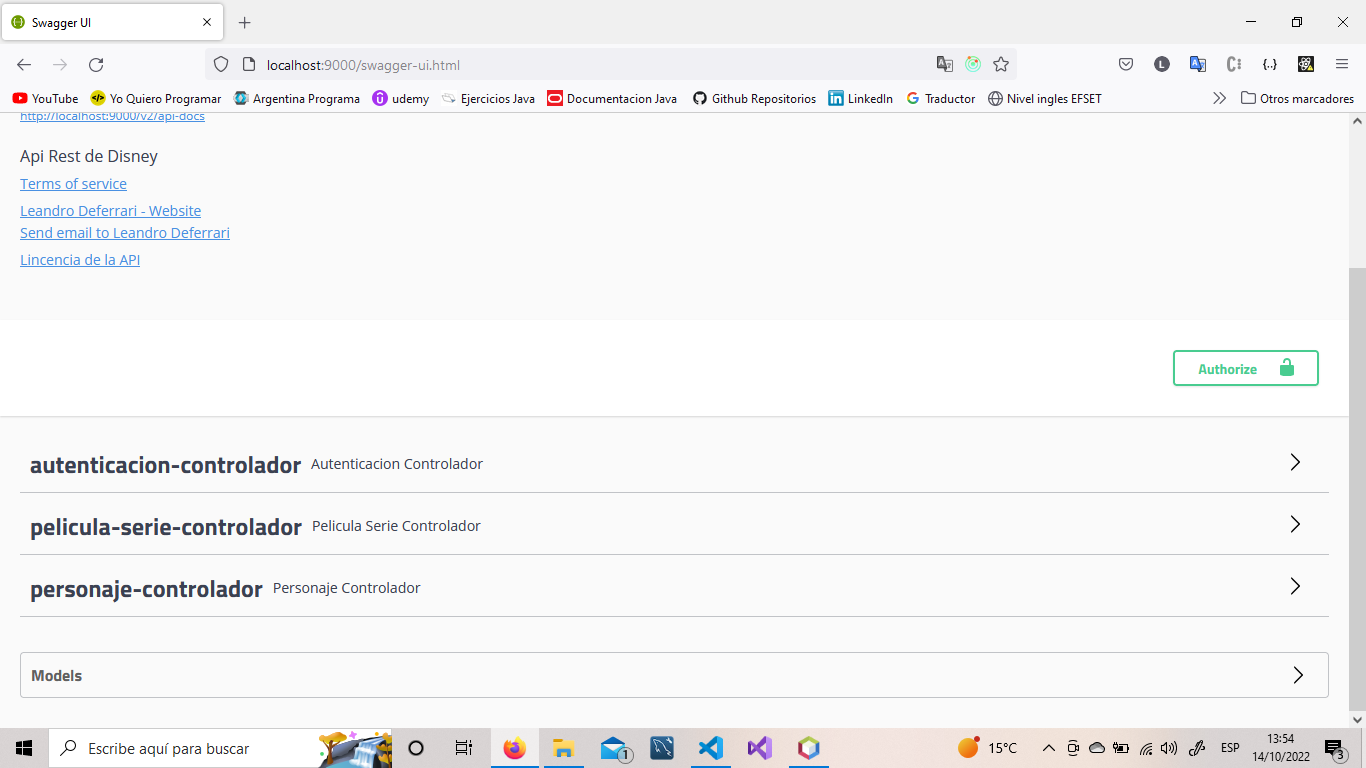 Swagger UI
localhost:9000/swagger-ui.html
YouTube Yo Quiero Programar Argentina Programa udemy Ejercicios Java Documentacion Java Github Repositorios LinkedIn Traductor Nivel ingles EFSET Otros marcadores
http://localhost:9000/v2/api-docs
Api Rest de Disney
Terms of service
Leandro Deferrari - Website
Send email to Leandro Deferrari
Lincencia de la API
Authorize
autenticacion-controlador Autenticacion Controlador
pelicula-serie-controlador Pelicula Serie Controlador
personaje-controlador Personaje Controlador
Models
Escribe aquí para buscar
1
15°C
ESP
13:54
14/10/2022
3